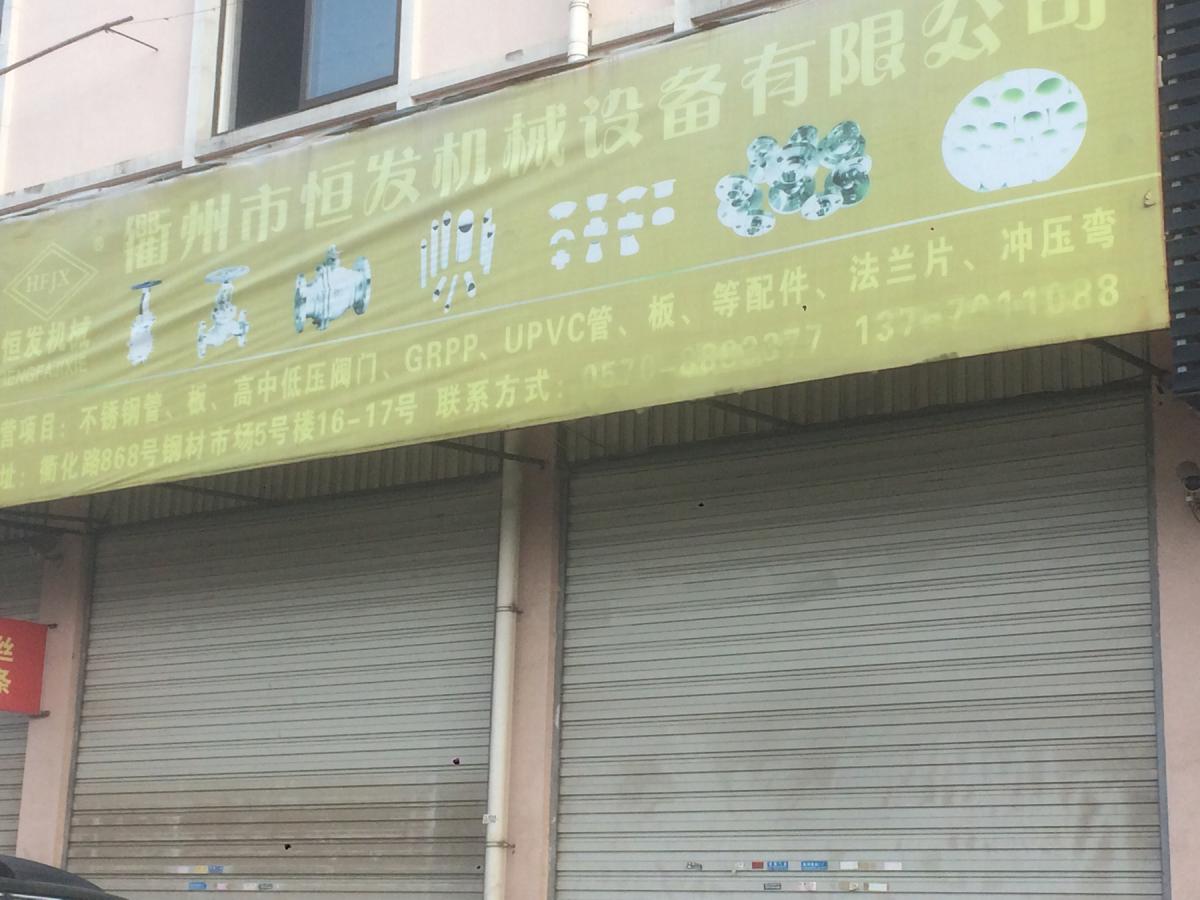 衢州市恒发机械设备有限公司
HFJX
恒发机械
营项目：不锈钢管、板、高中低压阀门、GRPP、UPVC管、板、等配件、法兰片、冲压弯
址：衢化路868号钢材市场5号楼16-17号 联系方式：
丝
条